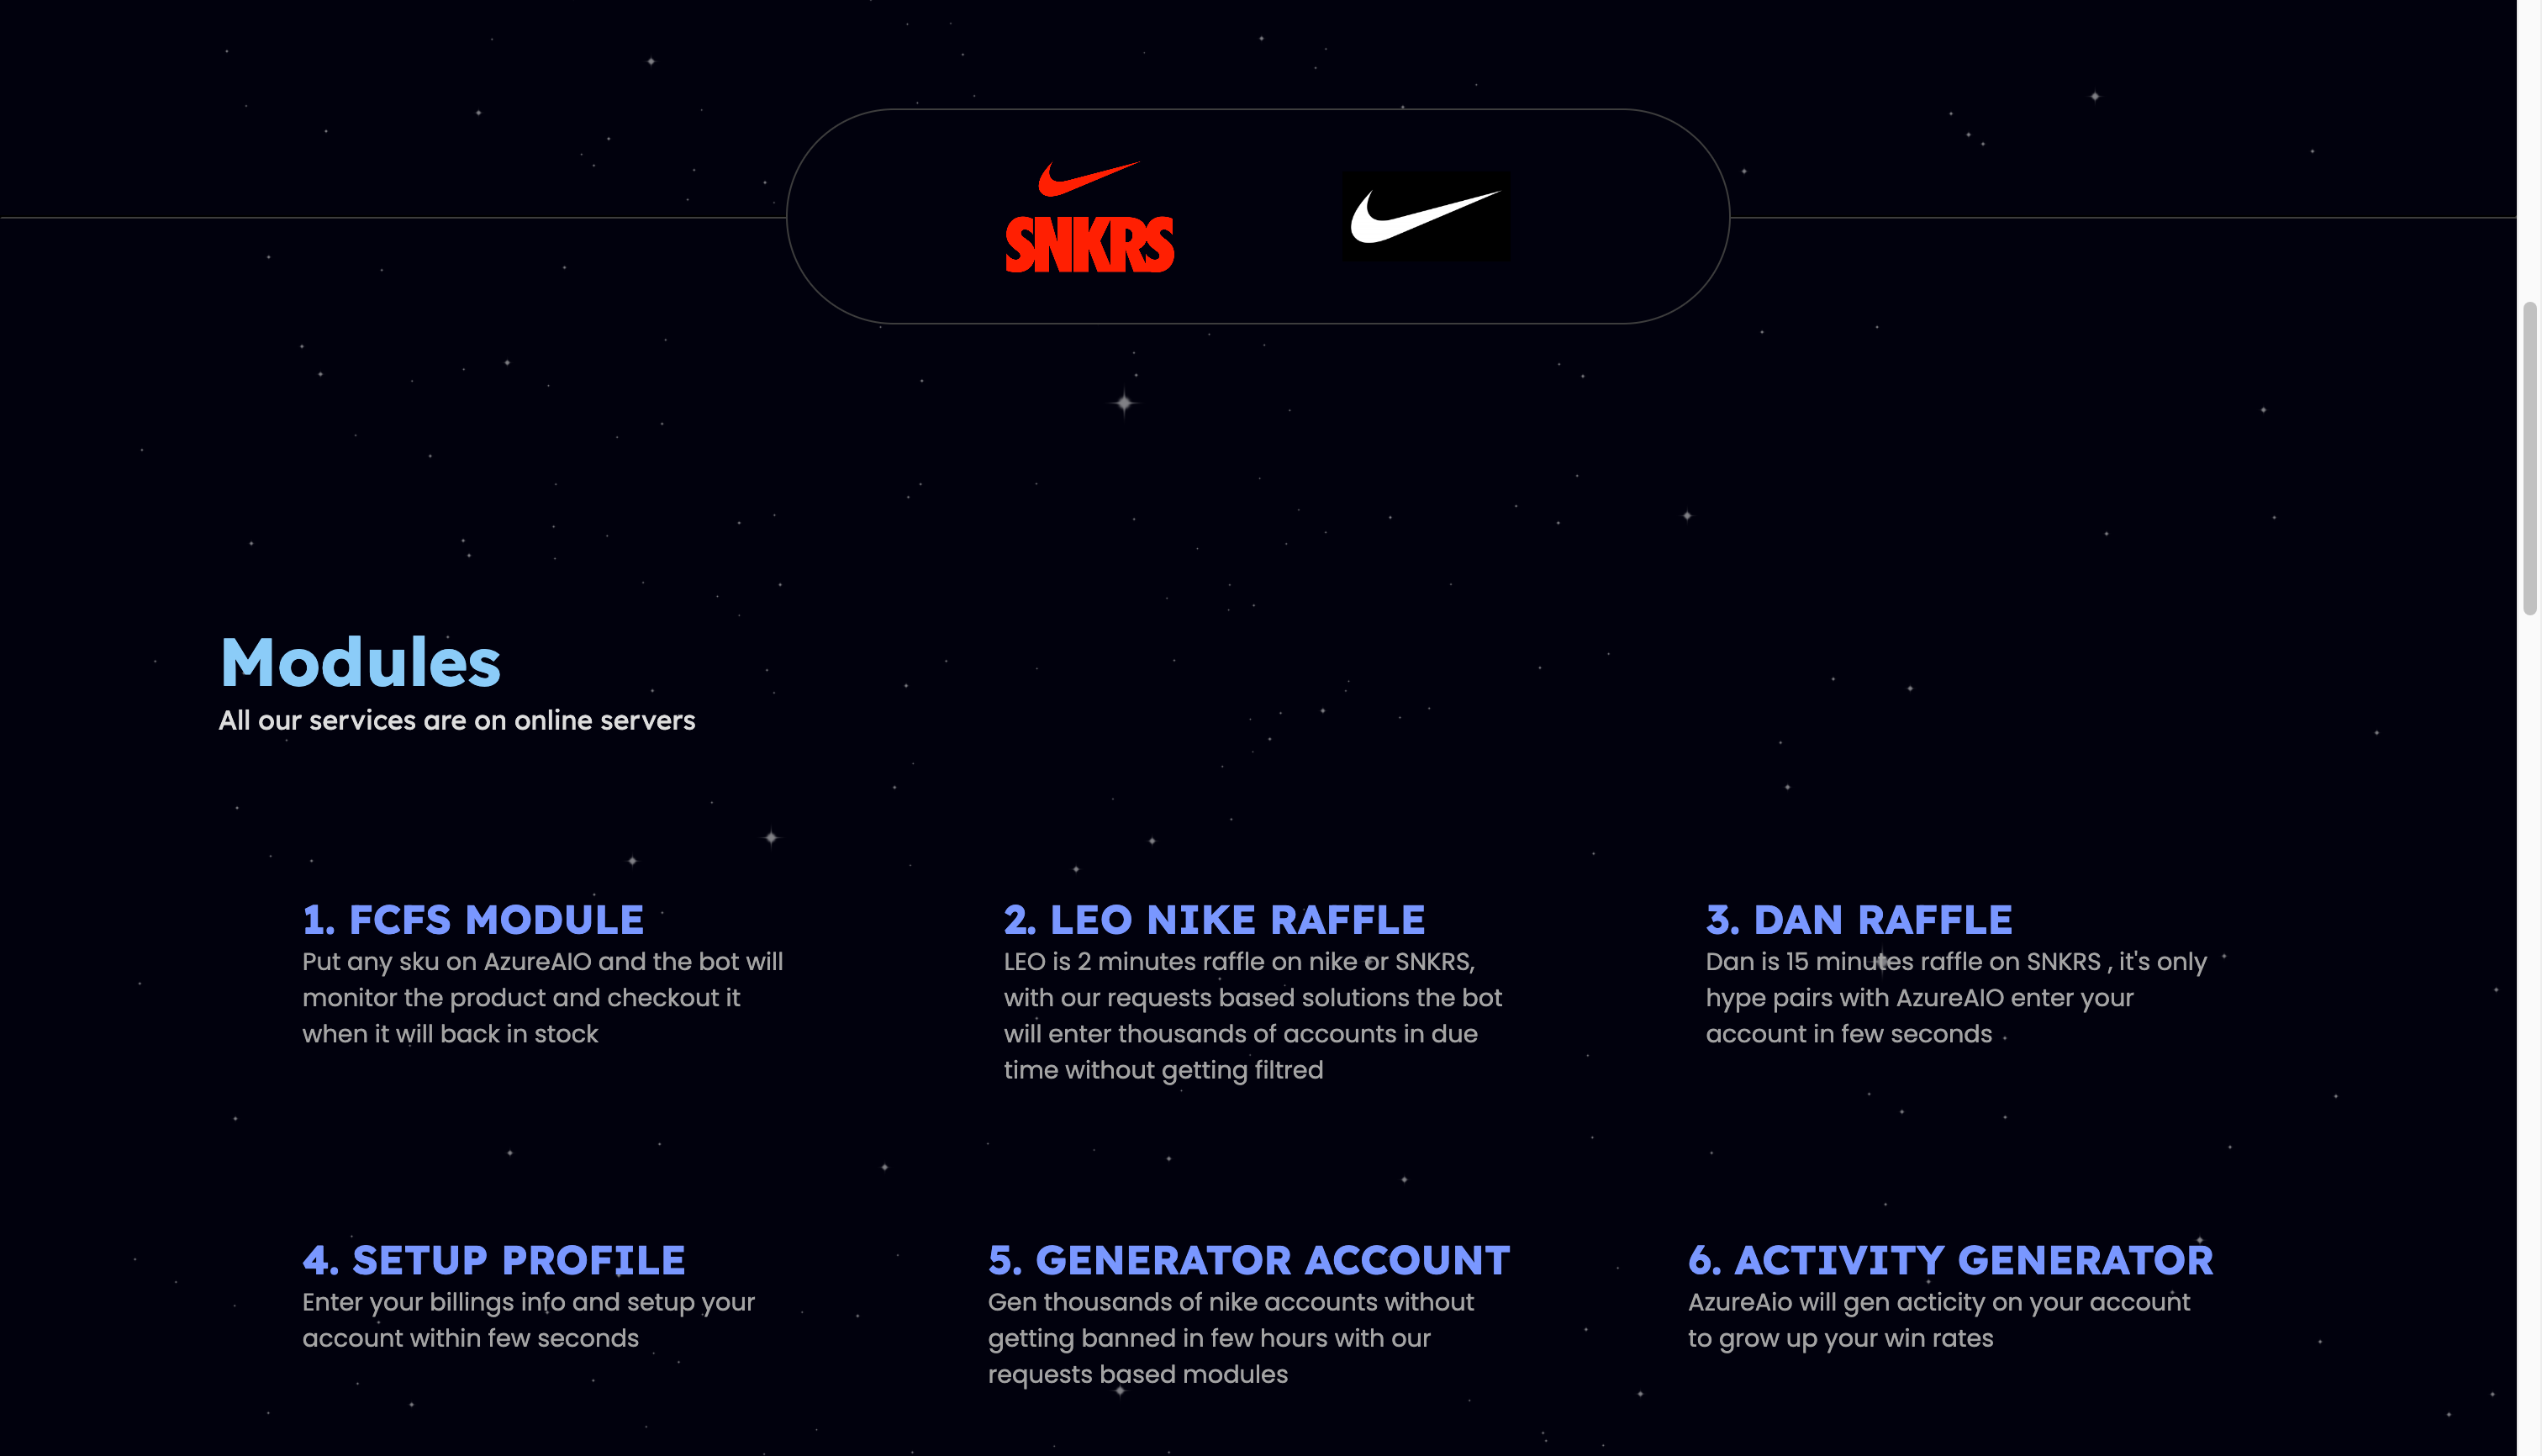 SNKRS
Modules
All our services are on online servers
1. FCFS MODULE
Put any sku on AzureAIO and the bot will
monitor the product and checkout it
when it will back in stock
2. LEO NIKE RAFFLE
LEO is 2 minutes raffle on nike or SNKRS,
with our requests based solutions the bot
will enter thousands of accounts in due
time without getting filtred
3. DAN RAFFLE
Dan is 15 minutes raffle on SNKRS , it's only
hype pairs with AzureAIO enter your
account in few seconds
4. SETUP PROFILE
Enter your billings info and setup your
account within few seconds
5. GENERATOR ACCOUNT
Gen thousands of nike accounts without
getting banned in few hours with our
requests based modules
6. ACTIVITY GENERATOR
AzureAio will gen acticity on your account
to grow up your win rates